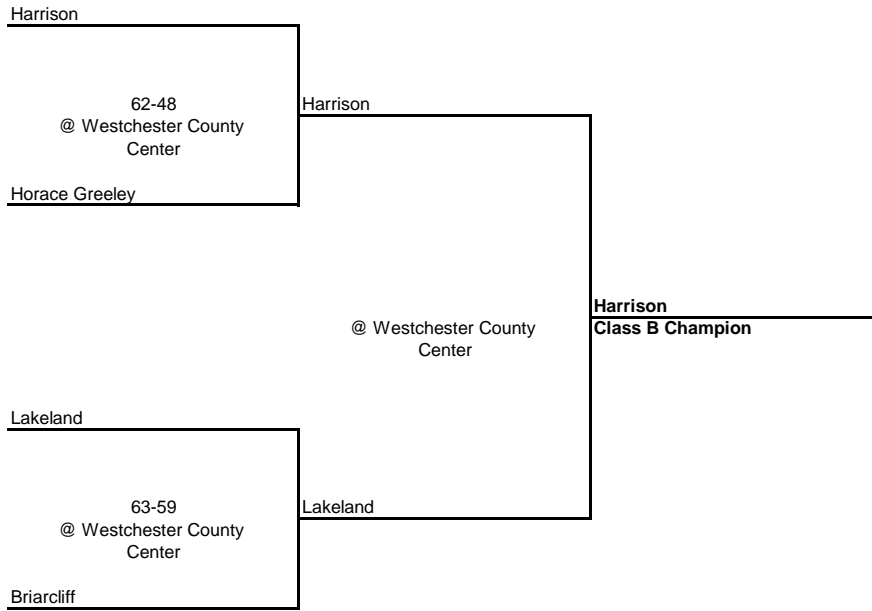 Harrison
62-48
@ Westchester County
Center
Harrison
Horace Greeley
@ Westchester County
Center
Harrison
Class B Champion
Lakeland
63-59
@ Westchester County
Center
Lakeland
Briarcliff